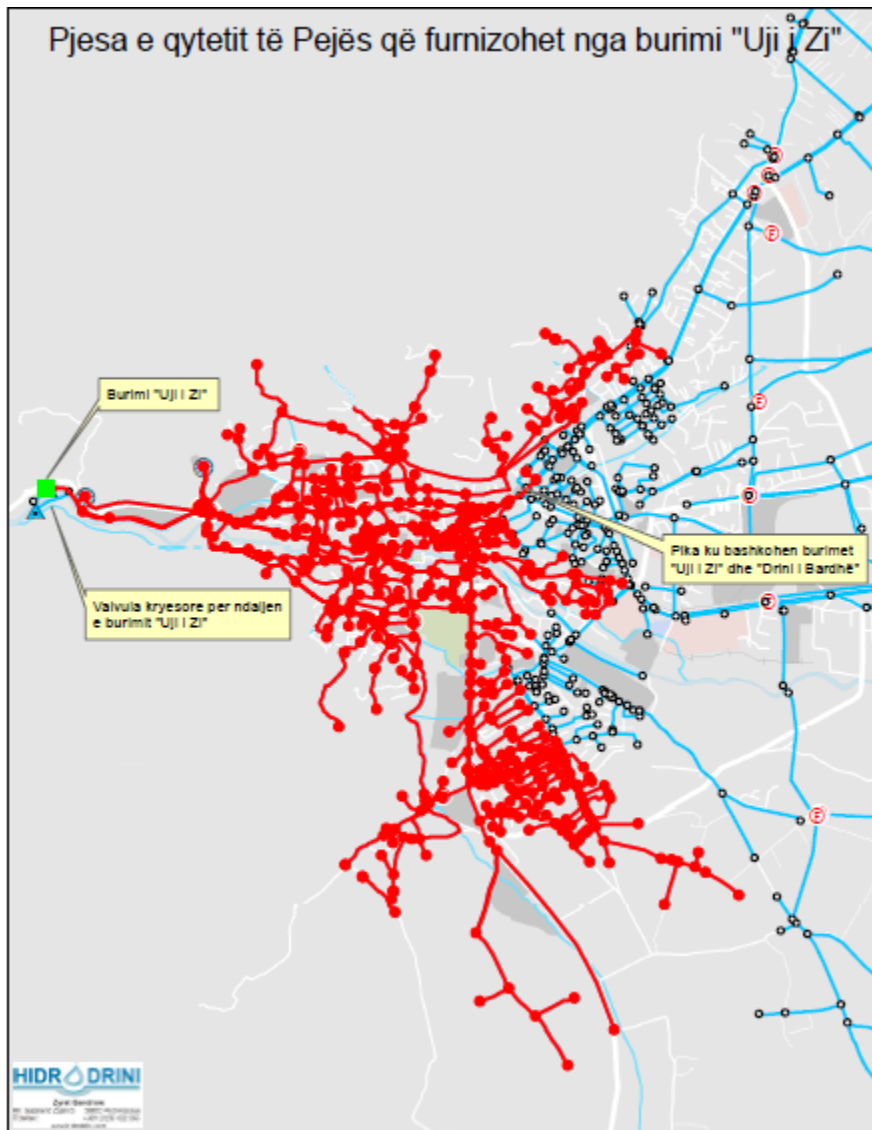 Pjesa e qytetit të Pejës që furnizohet nga burimi "Uji i Zi"
Burimi "Uji i Zi"
Pika ku bashkohen burimet
"Uji i Zi" dhe "Drini i Bardhë"
Valvula kryesore per ndaljen
e burimit "Uji i Zi"
F
F
F
HIDRODRINI